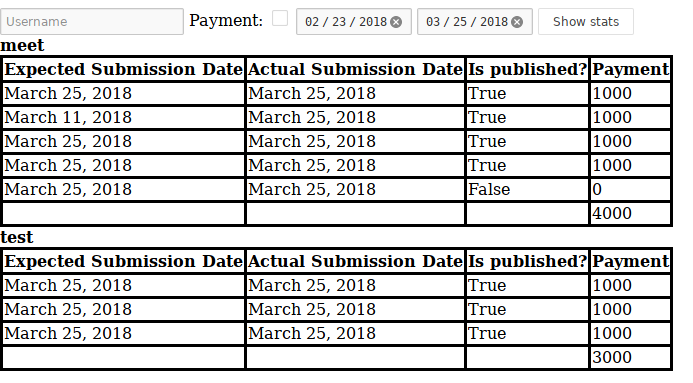 Username Payment: 02 / 23 / 2018 03 / 25 / 2018 Show stats
meet
Expected Submission Date Actual Submission Date Is published? Payment
March 25, 2018 March 25, 2018 True 1000
March 11, 2018 March 25, 2018 True 1000
March 25, 2018 March 25, 2018 True 1000
March 25, 2018 March 25, 2018 True 1000
March 25, 2018 March 25, 2018 False 0
4000
test
Expected Submission Date Actual Submission Date Is published? Payment
March 25, 2018 March 25, 2018 True 1000
March 25, 2018 March 25, 2018 True 1000
March 25, 2018 March 25, 2018 True 1000
3000